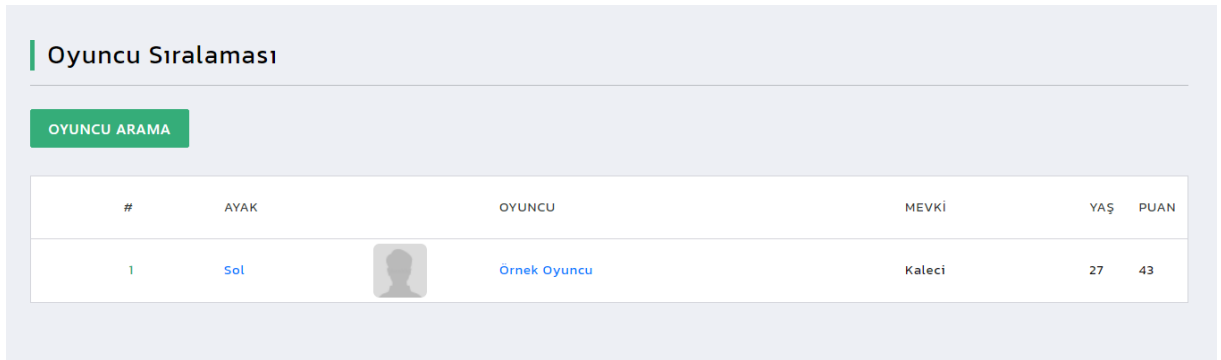 Oyuncu Sıralaması
OYUNCU ARAMA
# AYAK OYUNCU MEVKİ YAŞ PUAN
1 Sol Örnek Oyuncu Kaleci 27 43